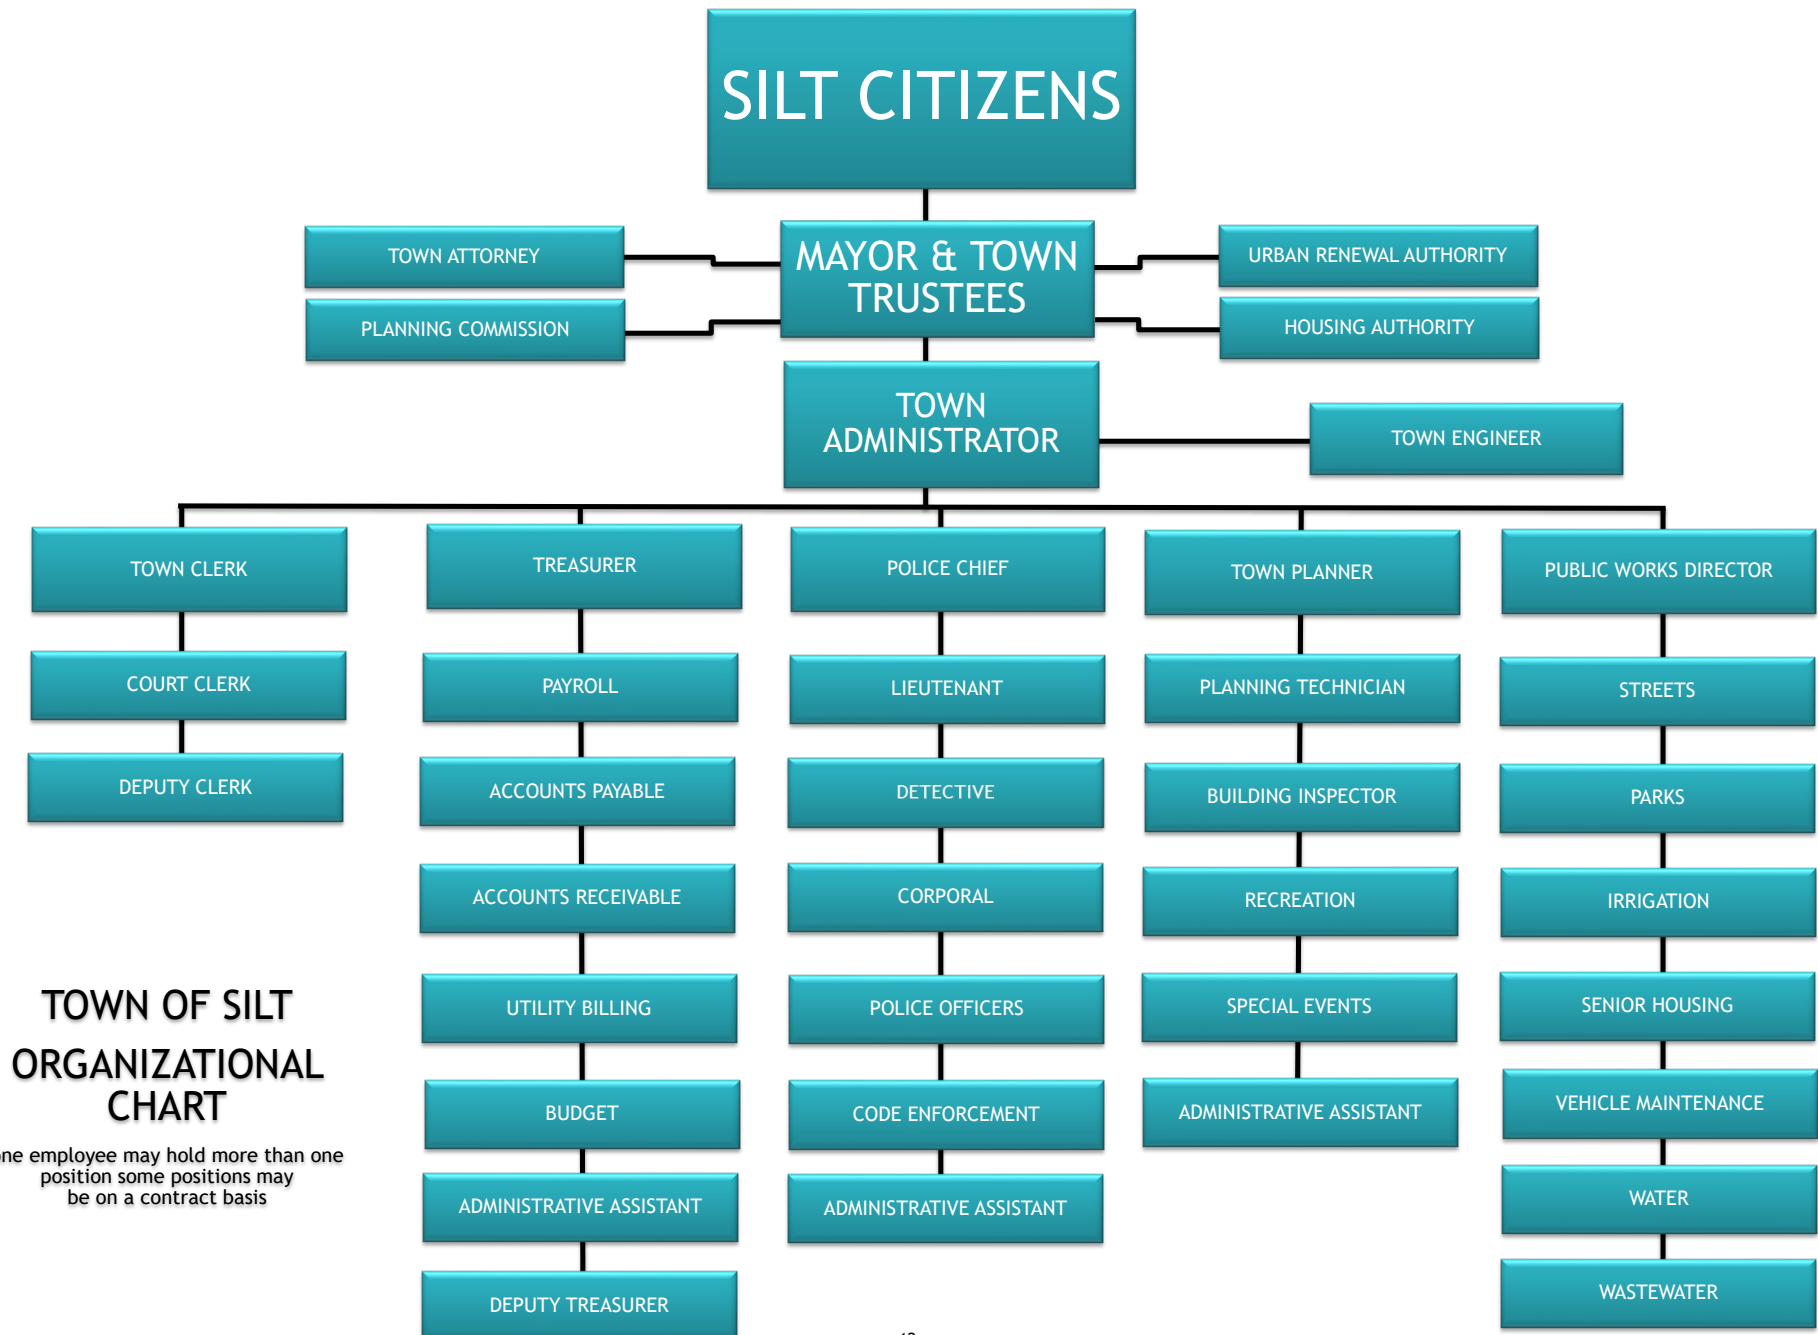 SILT CITIZENS
TOWN ATTORNEY
MAYOR & TOWN
TRUSTEES
URBAN RENEWAL AUTHORITY
PLANNING COMMISSION
HOUSING AUTHORITY
TOWN
ADMINISTRATOR
TOWN ENGINEER
TOWN CLERK
COURT CLERK
DEPUTY CLERK
TREASURER
PAYROLL
ACCOUNTS PAYABLE
ACCOUNTS RECEIVABLE
UTILITY BILLING
BUDGET
ADMINISTRATIVE ASSISTANT
DEPUTY TREASURER
POLICE CHIEF
LIEUTENANT
DETECTIVE
CORPORAL
POLICE OFFICERS
CODE ENFORCEMENT
ADMINISTRATIVE ASSISTANT
TOWN PLANNER
PLANNING TECHNICIAN
BUILDING INSPECTOR
RECREATION
SPECIAL EVENTS
ADMINISTRATIVE ASSISTANT
PUBLIC WORKS DIRECTOR
STREETS
PARKS
IRRIGATION
SENIOR HOUSING
VEHICLE MAINTENANCE
WATER
WASTEWATER
TOWN OF SILT
ORGANIZATIONAL
CHART
employee may hold more than one
position some positions may
be on a contract basis